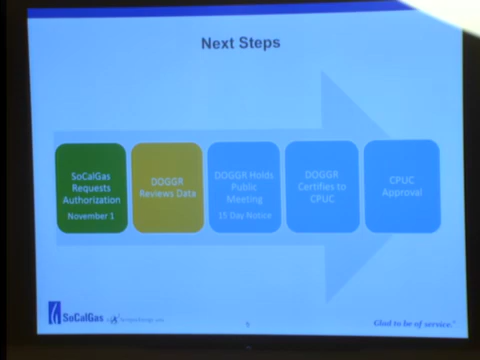 Next Steps
SoCalGas
Requests
Authorization
November 1
DOGGR
Reviews Data
DOGGR Holds
Public
Meeting
15 Day Notice
DOGGR
Certifies to
CPUC
CPUC
Approval
SoCalGas
5
Glad to be of service.